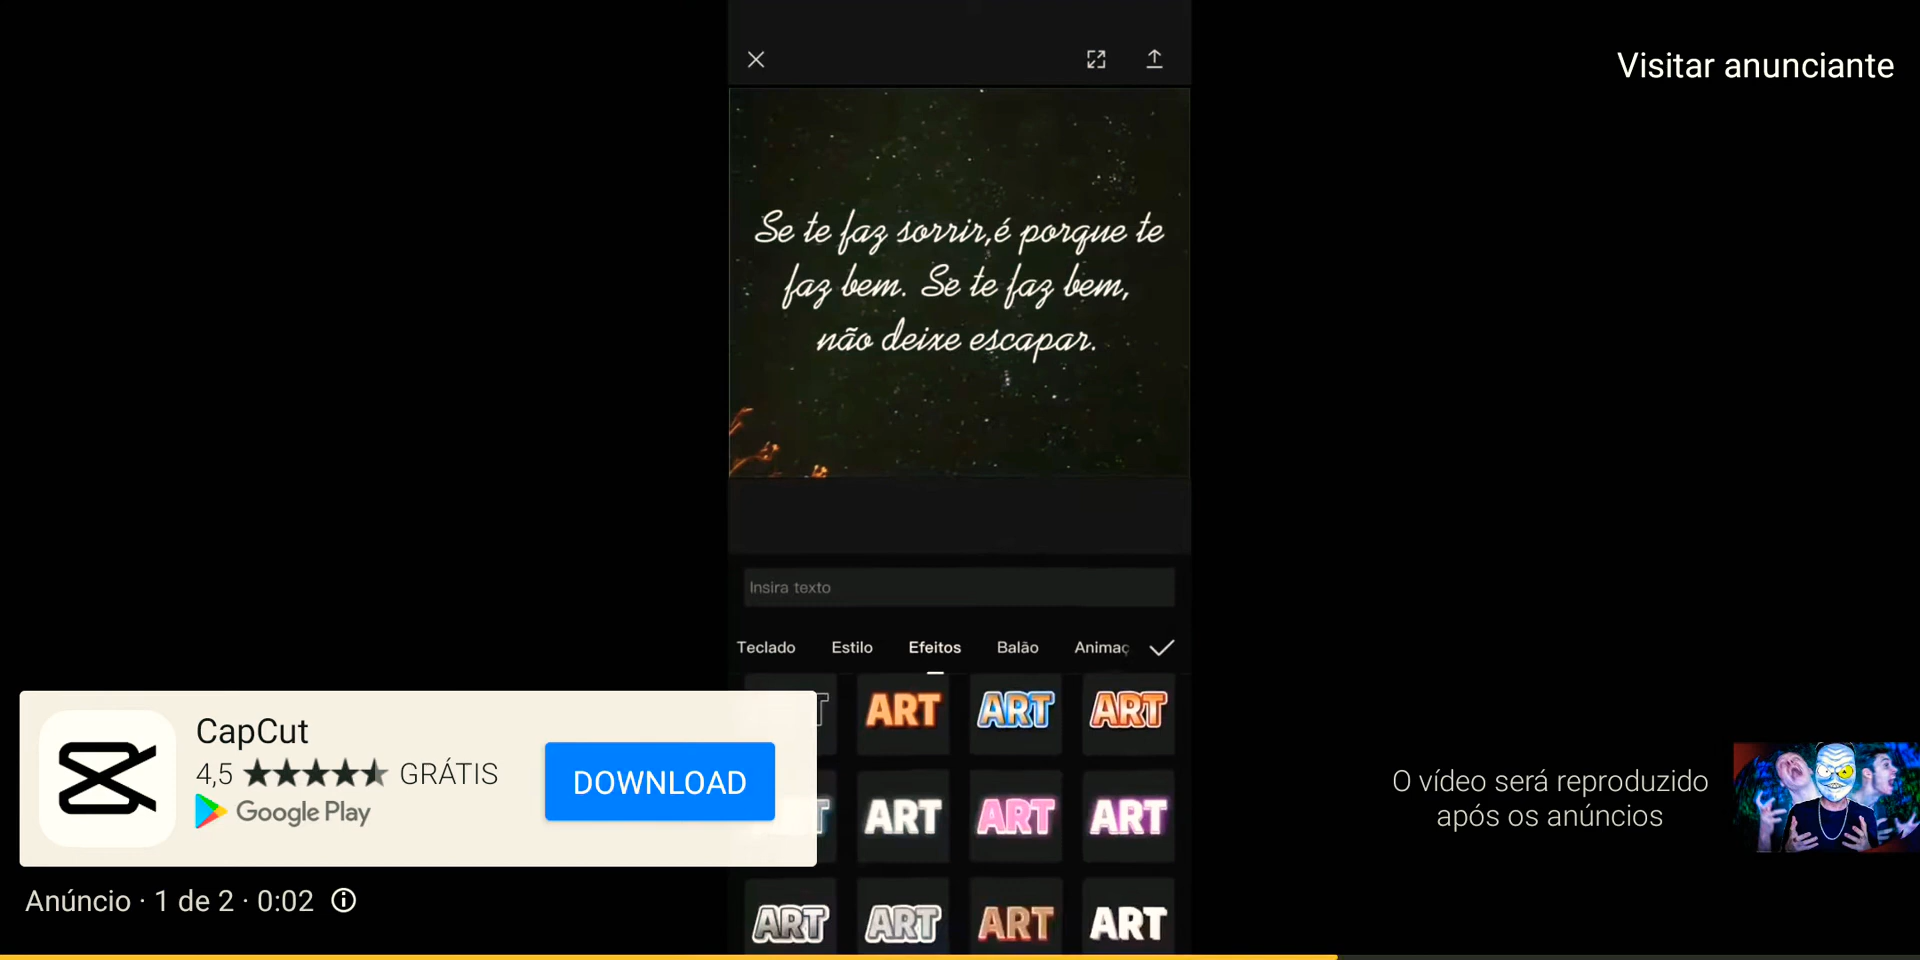 Visitar anunciante
Se te faz sorrir,é porque te
faz bem. Se te faz bem,
não deixe escapar.
Insira texto
Teclado Estilo Efeitos Balão Animaç
ART ART ART
ART ART ART
ART ART ART ART
CapCut
4,5 GRÁTIS
Google Play
DOWNLOAD
O vídeo será reproduzido
após os anúncios
Anúncio · 1 de 2 · 0:02